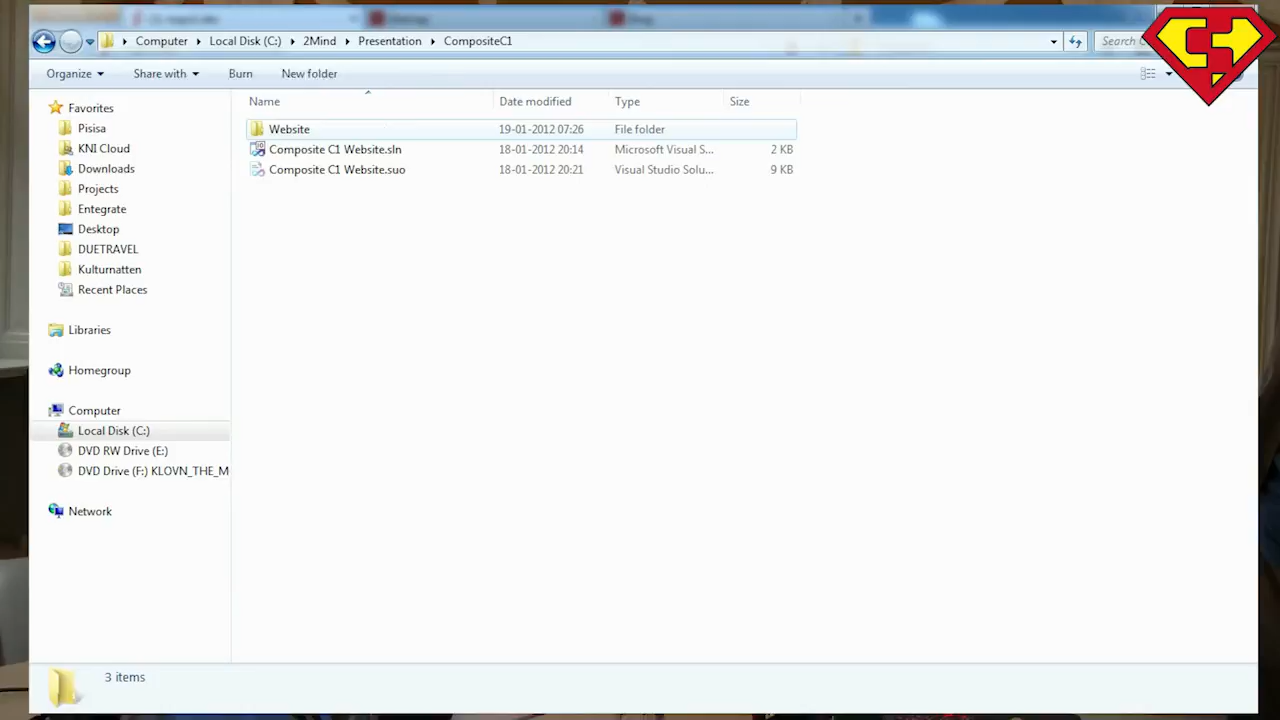 Computer Local Disk (C:) 2Mind Presentation CompositeC1 Search
Organize Share with Burn New folder
Name Date modified Type Size
Favorites
Pisisa
KNI Cloud
Downloads
Projects
Entegrate
Desktop
DUETRAVEL
Kulturnatten
Recent Places
Libraries
Homegroup
Computer
Local Disk (C:)
DVD RW Drive (E:)
DVD Drive (F:) KLOVN_THE_M
Network
Website 19-01-2012 07:26 File folder
Composite C1 Website.sln 18-01-2012 20:14 Microsoft Visual S... 2 KB
Composite C1 Website.suo 18-01-2012 20:21 Visual Studio Solu... 9 KB
3 items